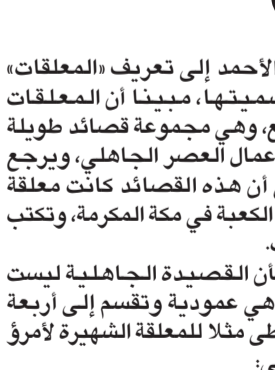 الأحمد إلى تعريف «المعلقات»
سميتها، مبينا أن المعلقات
ع، وهي مجموعة قصائد طويلة
عمال العصر الجاهلي، ويرجع
أن هذه القصائد كانت معلقة
الكعبة في مكة المكرمة، وتكتب
أن القصيدة الجاهلية ليست
هي عمودية وتقسم إلى أربعة
طى مثلا للمعلقة الشهيرة لأمرؤ